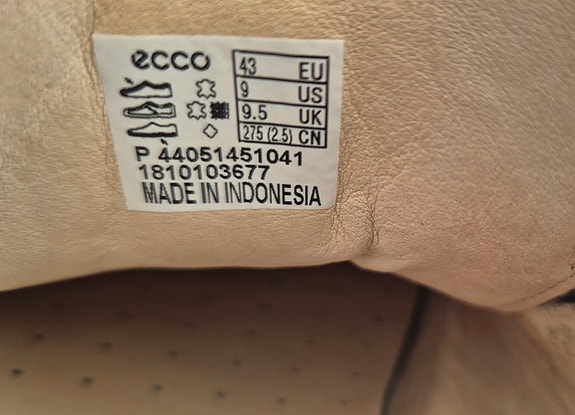 ecco
43 EU
9 US
9.5 UK
275 (2.5) CN
P 44051451041
1810103677
MADE IN INDONESIA